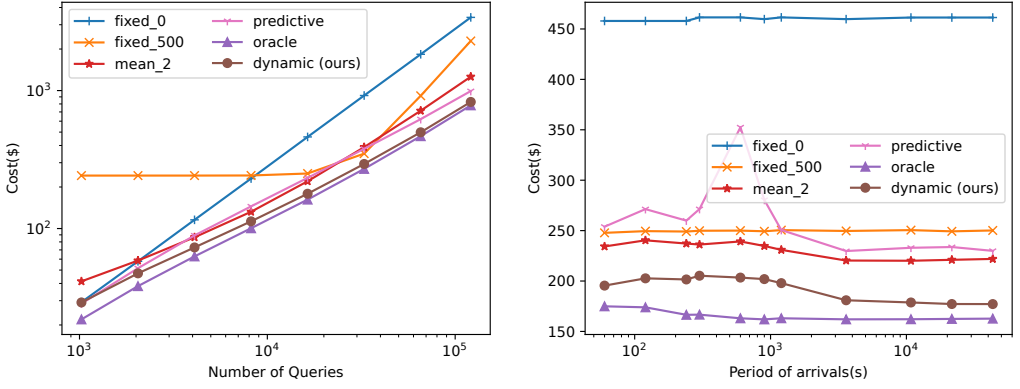 fixed_0
fixed_500
mean_2
predictive
oracle
dynamic (ours)
10³
10²
Cost($)
10³
10⁴
10⁵
Number of Queries
450
400
350
300
250
200
150
Cost($)
fixed_0
fixed_500
mean_2
predictive
oracle
dynamic (ours)
10²
10³
10⁴
Period of arrivals(s)